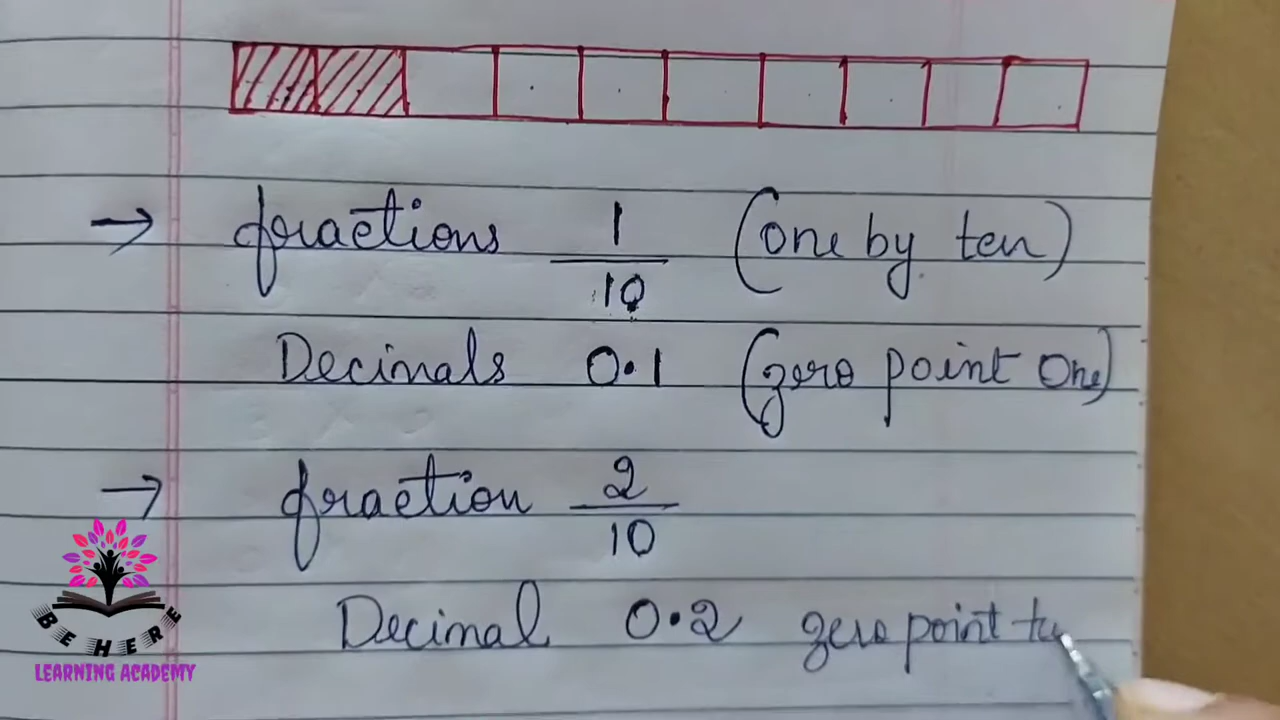 fractions 1/10 (one by ten)
Decimals 0.1 (zero point One)
fraction 2/10
Decimal 0.2 zero point
BEHERE
LEARNING ACADEMY